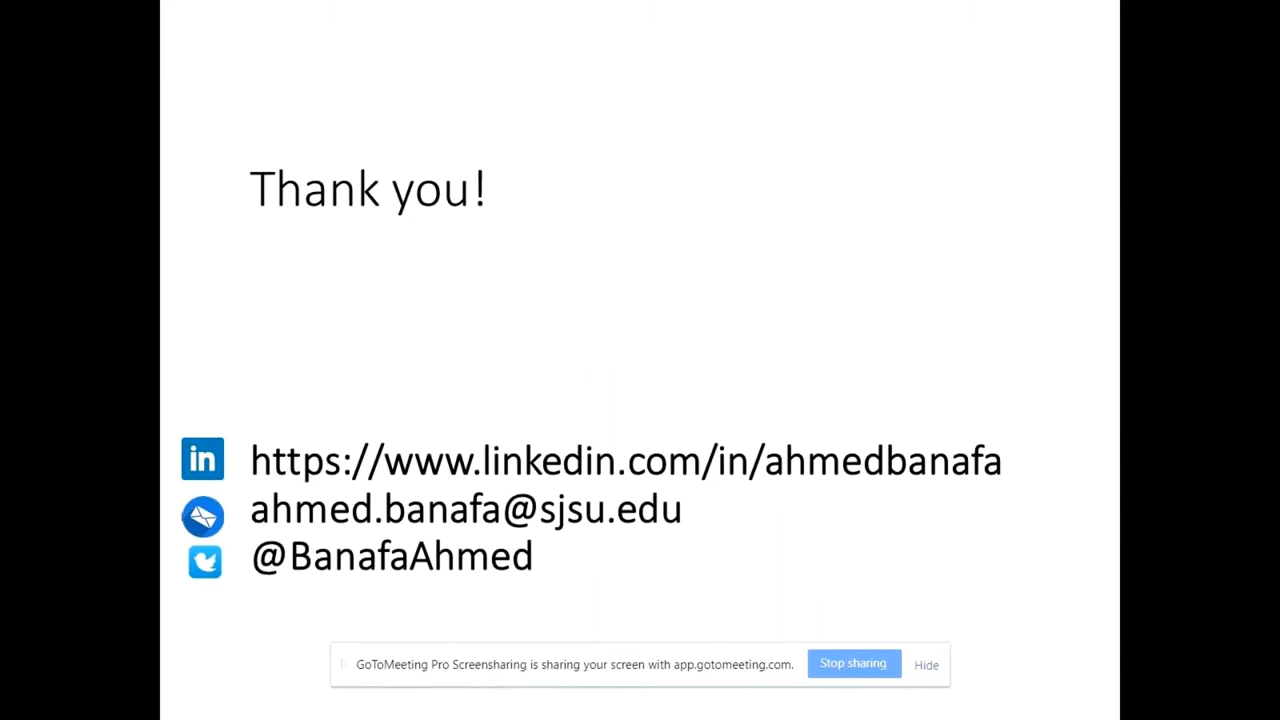 Thank you!
in https://www.linkedin.com/in/ahmedbanafa
ahmed.banafa@sjsu.edu
@BanafaAhmed
GoToMeeting Pro Screensharing is sharing your screen with app.gotomeeting.com. Stop sharing Hide